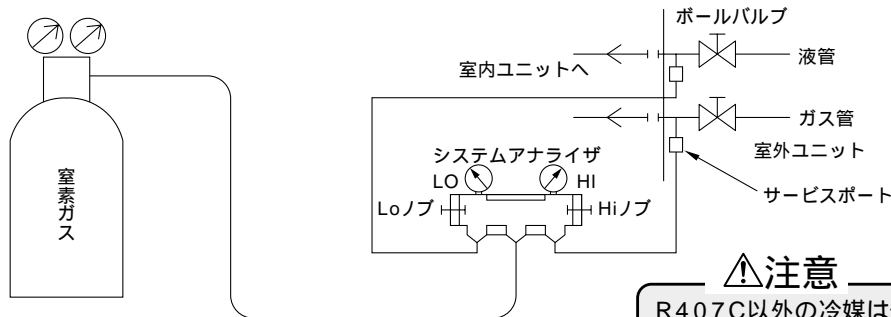 ボールバルブ
室内ユニットへ
液管
ガス管
室外ユニット
サービスポート
システムアナライザ
LO
HI
Loノブ
Hiノブ
窒素ガス
注意
R407C以外の冷媒は